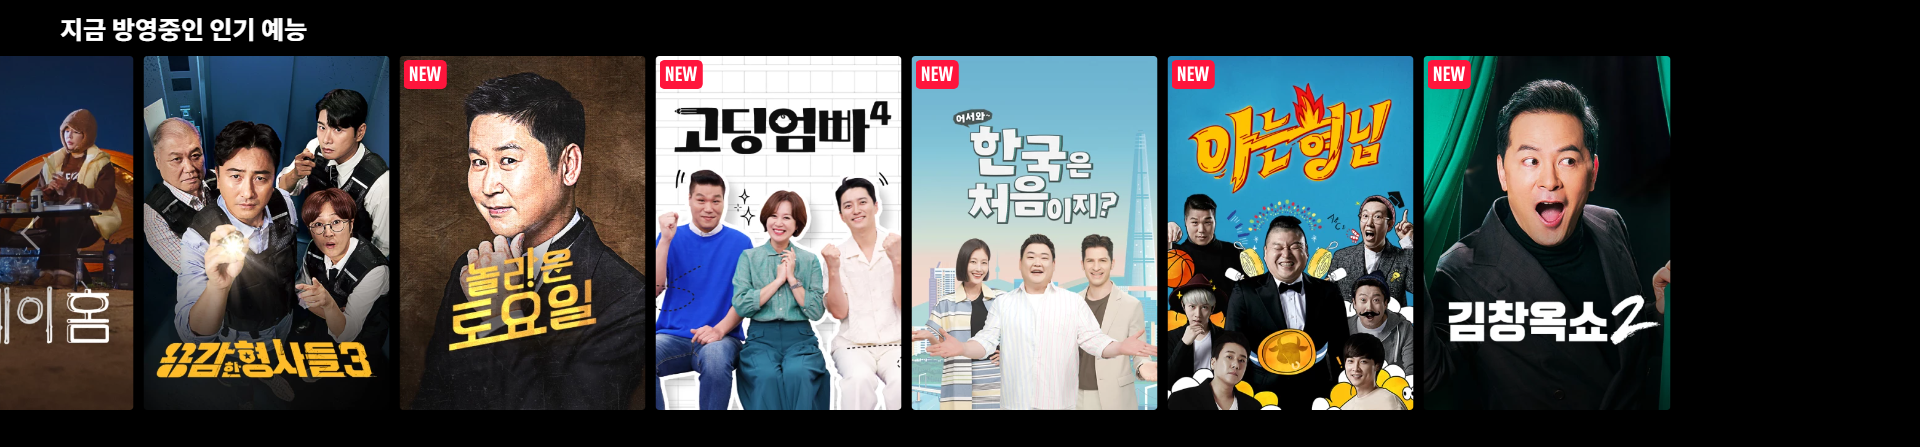 지금 방영중인 인기 예능
이 홈
용감한형사들3
NEW
놀라운
토요일
NEW
고딩엄빠4
NEW
어서와~
한국은
처음이지?
NEW
아는형님
NEW
김창옥쇼2